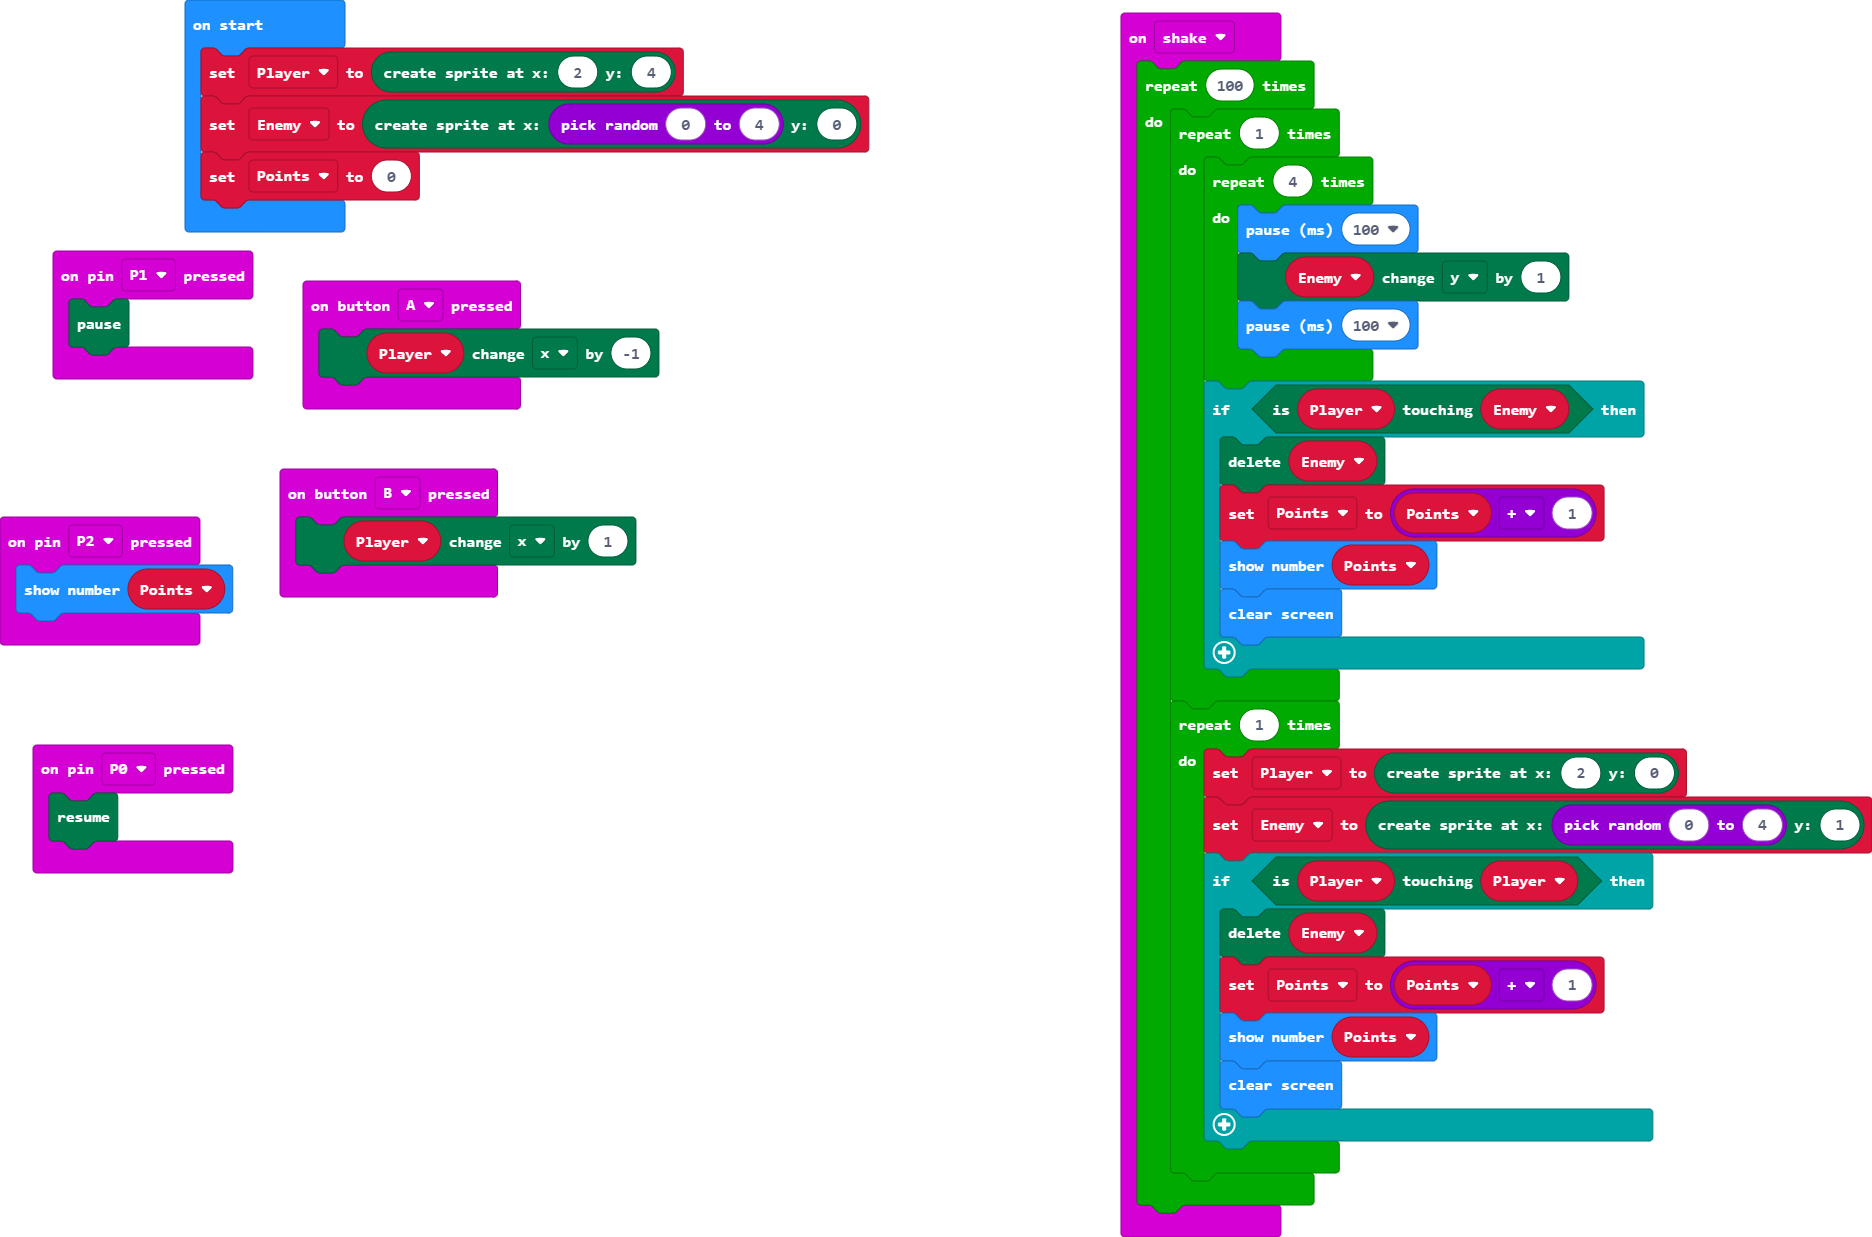 on start
set Player to create sprite at x: 2 y: 4
set Enemy to create sprite at x: pick random 0 to 4 y: 0
set Points to 0
on pin P1 pressed
pause
on button A pressed
Player change x by -1
on button B pressed
Player change x by 1
on pin P2 pressed
show number Points
on pin P0 pressed
resume
on shake
repeat 100 times
do repeat 1 times
do repeat 4 times
do pause (ms) 100
Enemy change y by 1
pause (ms) 100
if is Player touching Enemy then
delete Enemy
set Points to Points + 1
show number Points
clear screen
repeat 1 times
do set Player to create sprite at x: 2 y: 0
set Enemy to create sprite at x: pick random 0 to 4 y: 1
if is Player touching Player then
delete Enemy
set Points to Points + 1
show number Points
clear screen